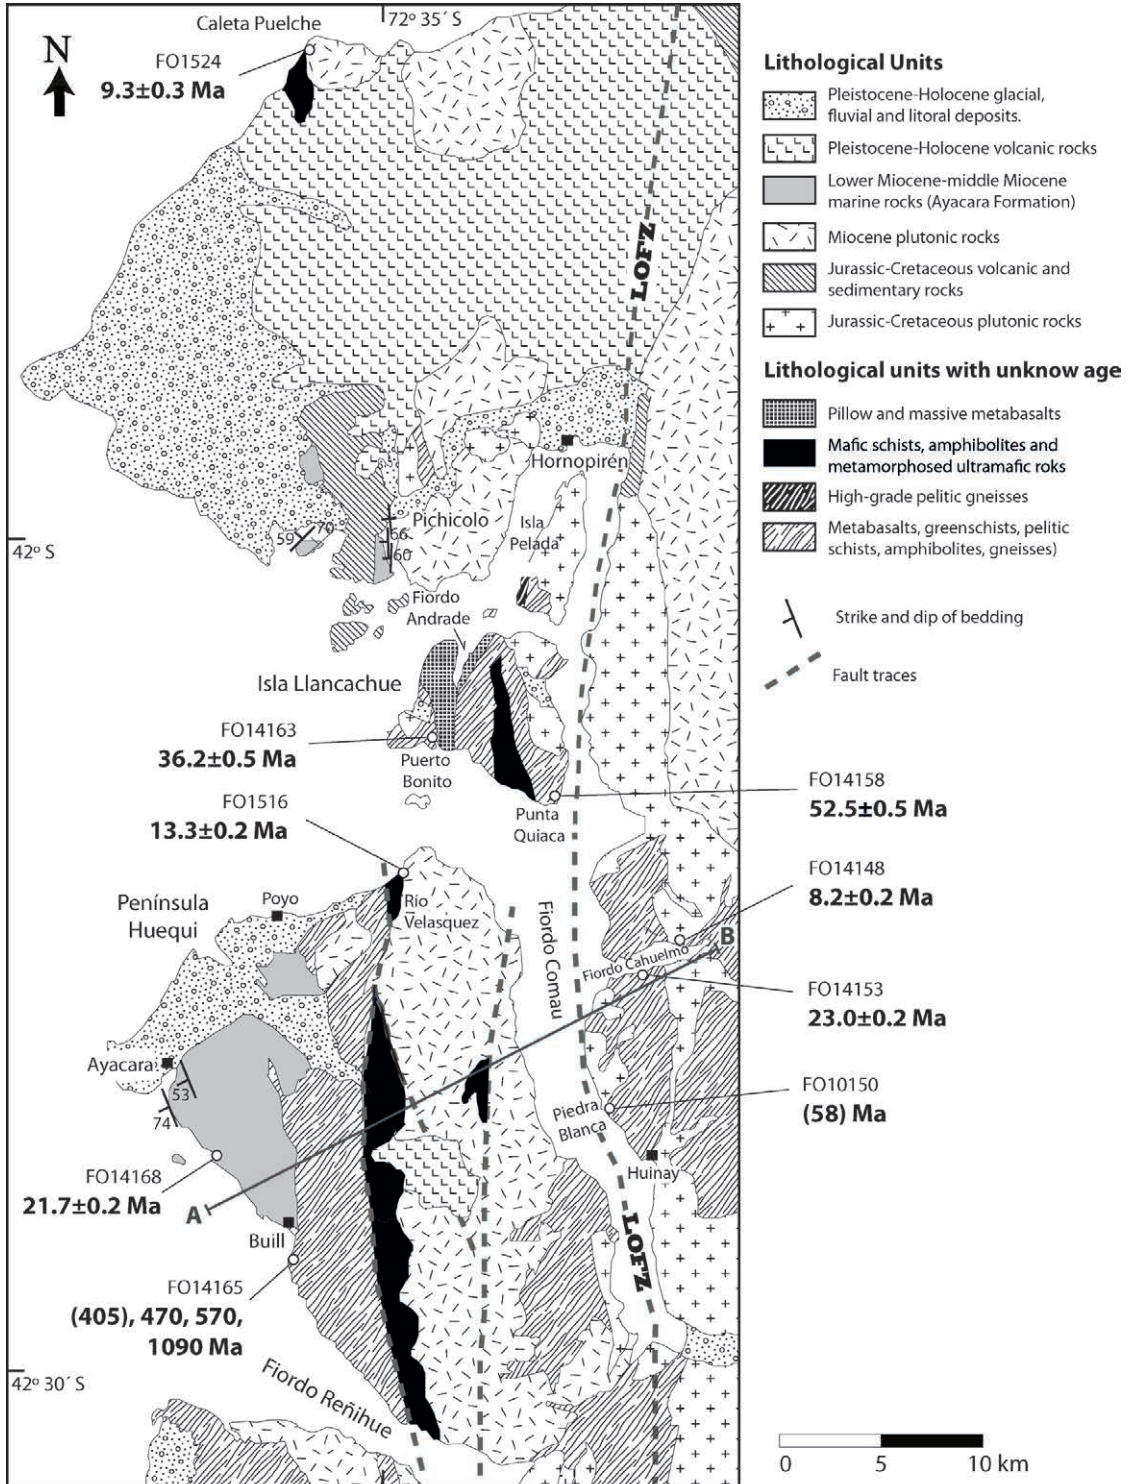 72º 35´ S
Caleta Puelche
N
FO1524
9.3±0.3 Ma
LOFZ
Hornopirén
Pichicolo
Isla
Pelada
59
70
66
60
42º S
Fiordo
Andrade
Isla Llancachue
FO14163
36.2±0.5 Ma
Puerto
Bonito
FO1516
13.3±0.2 Ma
Punta
Quiaca
FO14158
52.5±0.5 Ma
FO14148
8.2±0.2 Ma
Península
Huequi
Poyo
Río
Velasquez
Fiordo Comau
Fiordo Cahuelmo
B
FO14153
23.0±0.2 Ma
Ayacara
53
74
FO10150
(58) Ma
Piedra
Blanca
Huinay
FO14168
21.7±0.2 Ma
A
Buill
LOFZ
FO14165
(405), 470, 570,
1090 Ma
Fiordo Reñihue
42º 30´ S
Lithological Units
Pleistocene-Holocene glacial,
fluvial and litoral deposits.
Pleistocene-Holocene volcanic rocks
Lower Miocene-middle Miocene
marine rocks (Ayacara Formation)
Miocene plutonic rocks
Jurassic-Cretaceous volcanic and
sedimentary rocks
Jurassic-Cretaceous plutonic rocks
Lithological units with unknow age
Pillow and massive metabasalts
Mafic schists, amphibolites and
metamorphosed ultramafic roks
High-grade pelitic gneisses
Metabasalts, greenschists, pelitic
schists, amphibolites, gneisses)
Strike and dip of bedding
Fault traces
0
5
10 km